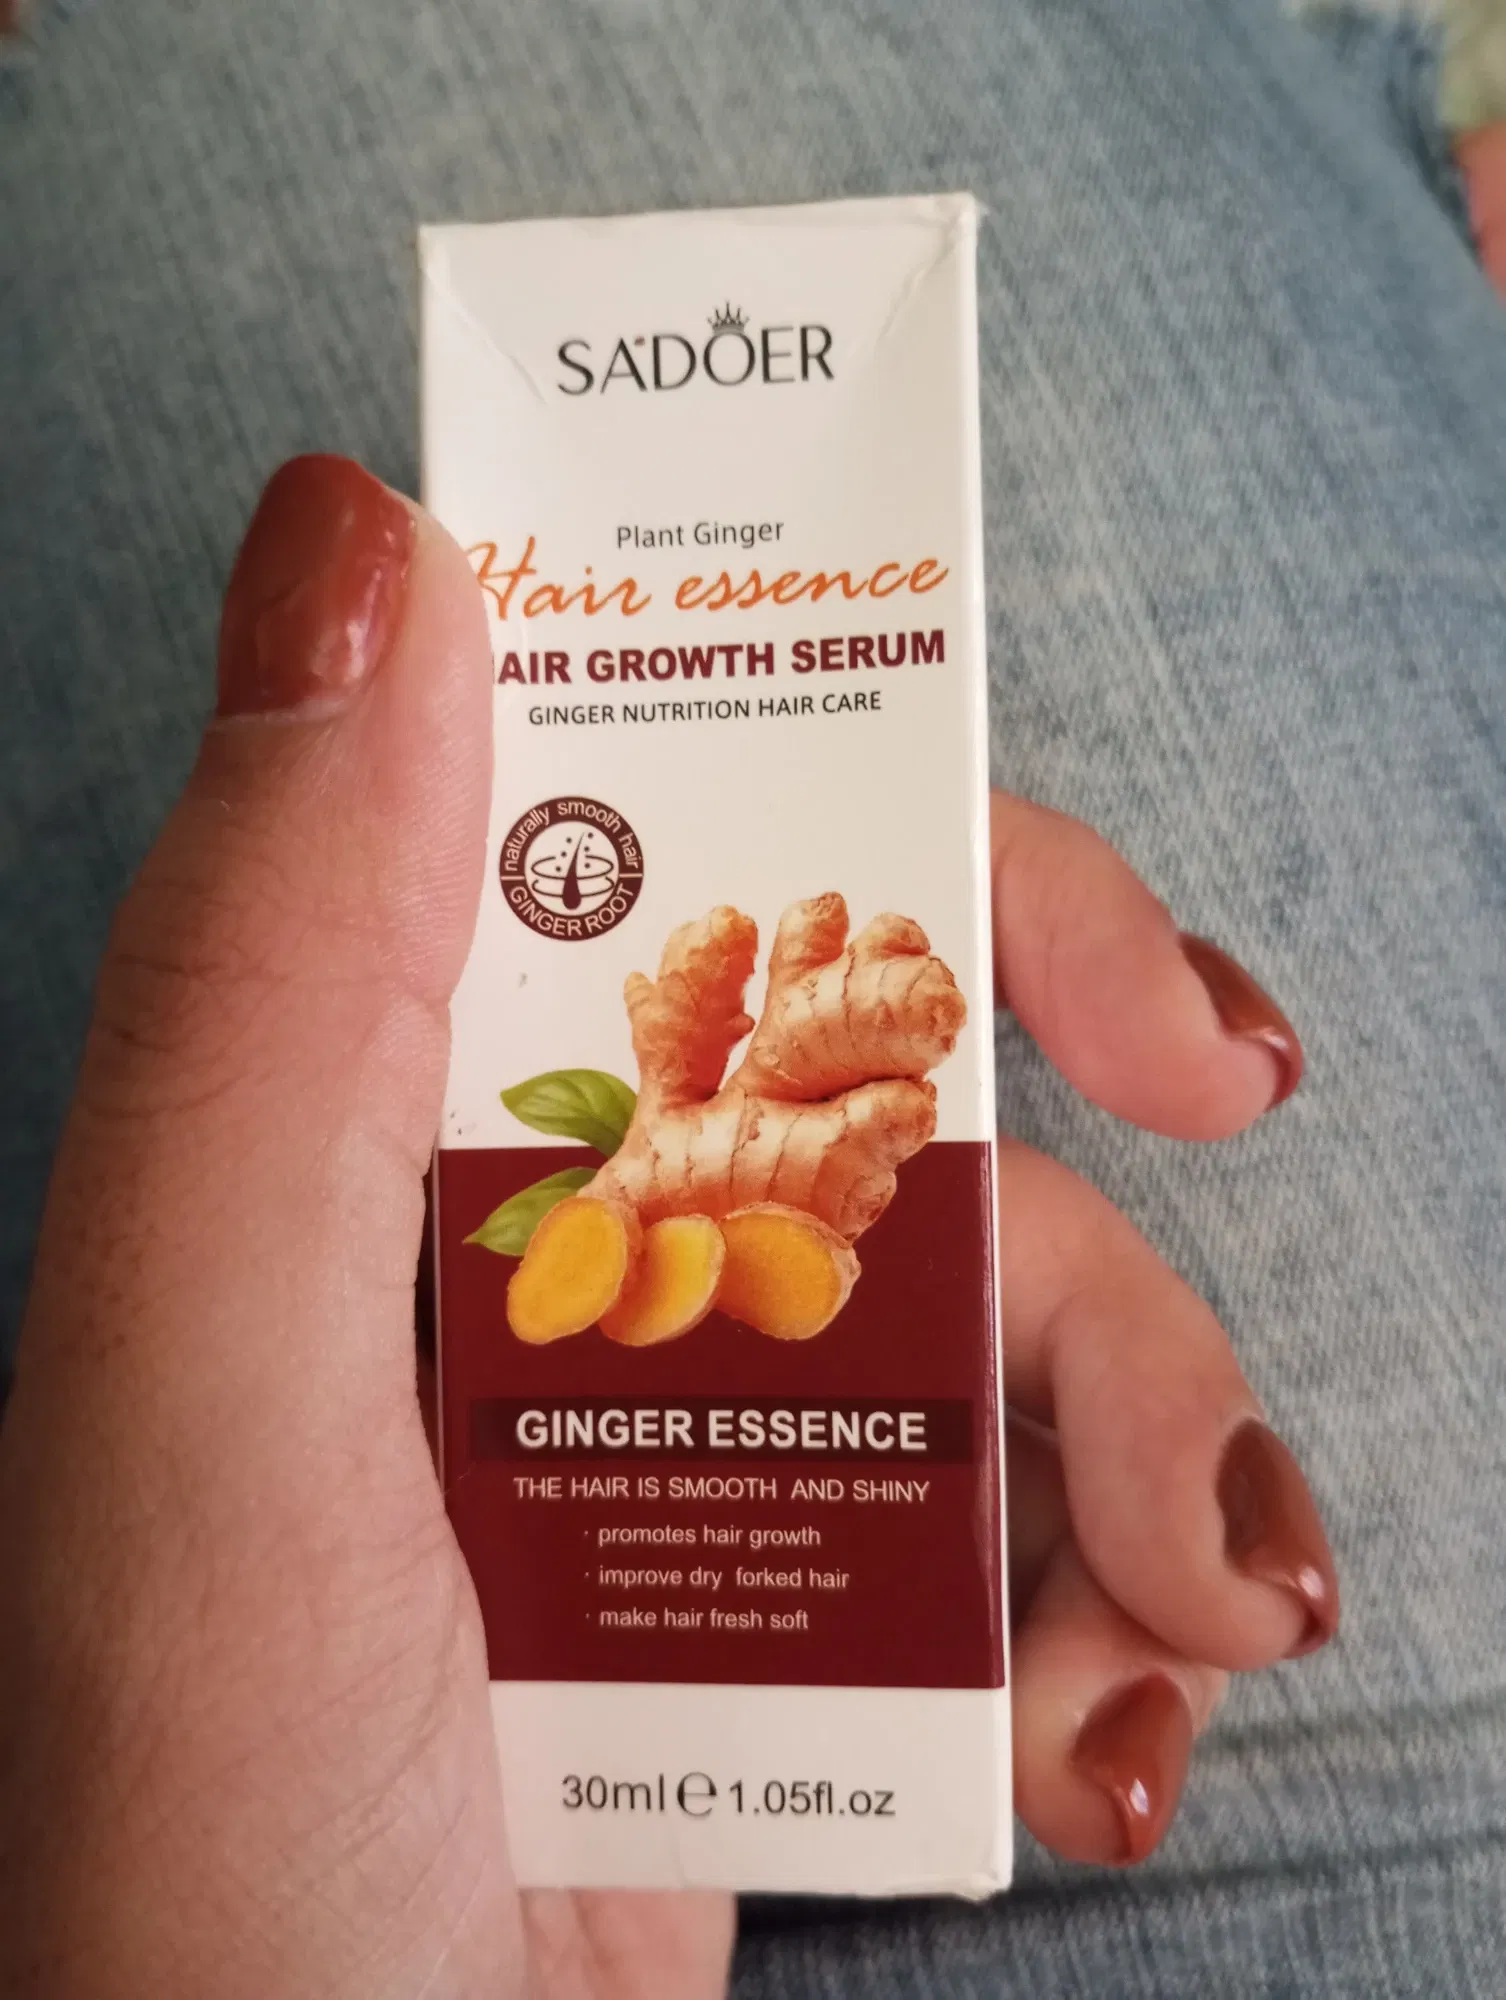 SADOER
Plant Ginger
Hair essence
AIR GROWTH SERUM
GINGER NUTRITION HAIR CARE
naturally smooth hair
GINGER ROOT
GINGER ESSENCE
THE HAIR IS SMOOTH AND SHINY
· promotes hair growth
· improve dry forked hair
· make hair fresh soft
30ml ℮ 1.05fl.oz